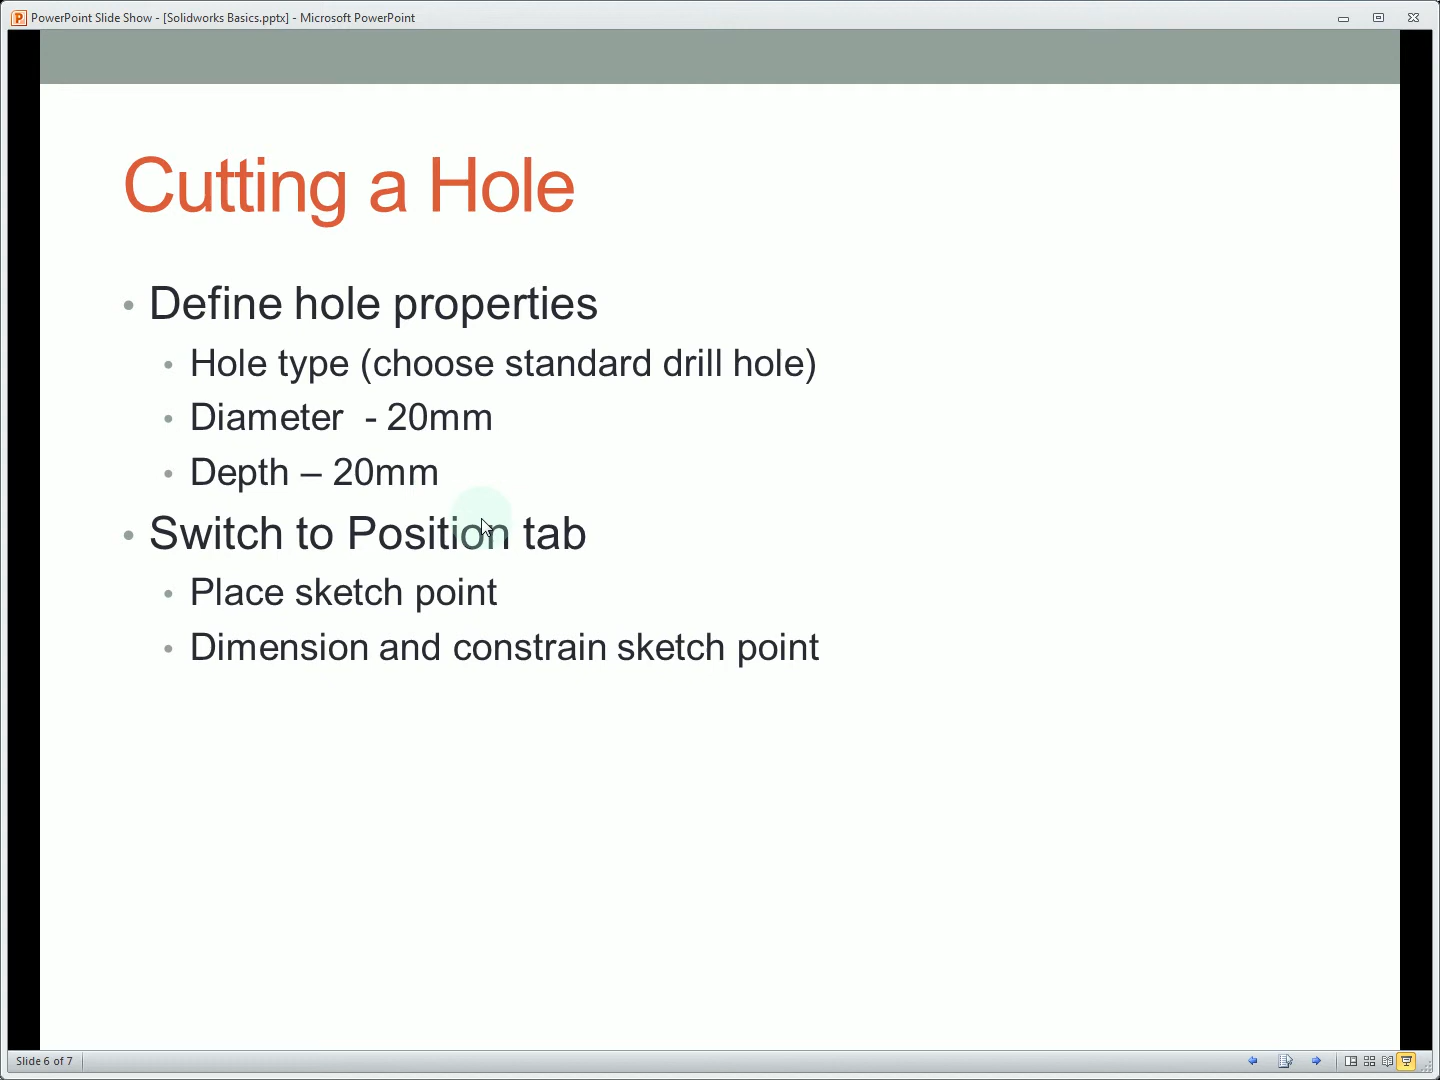 PowerPoint Slide Show - [Solidworks Basics.pptx] - Microsoft PowerPoint
Cutting a Hole
• Define hole properties
• Hole type (choose standard drill hole)
• Diameter  - 20mm
• Depth – 20mm
• Switch to Position tab
• Place sketch point
• Dimension and constrain sketch point
Slide 6 of 7